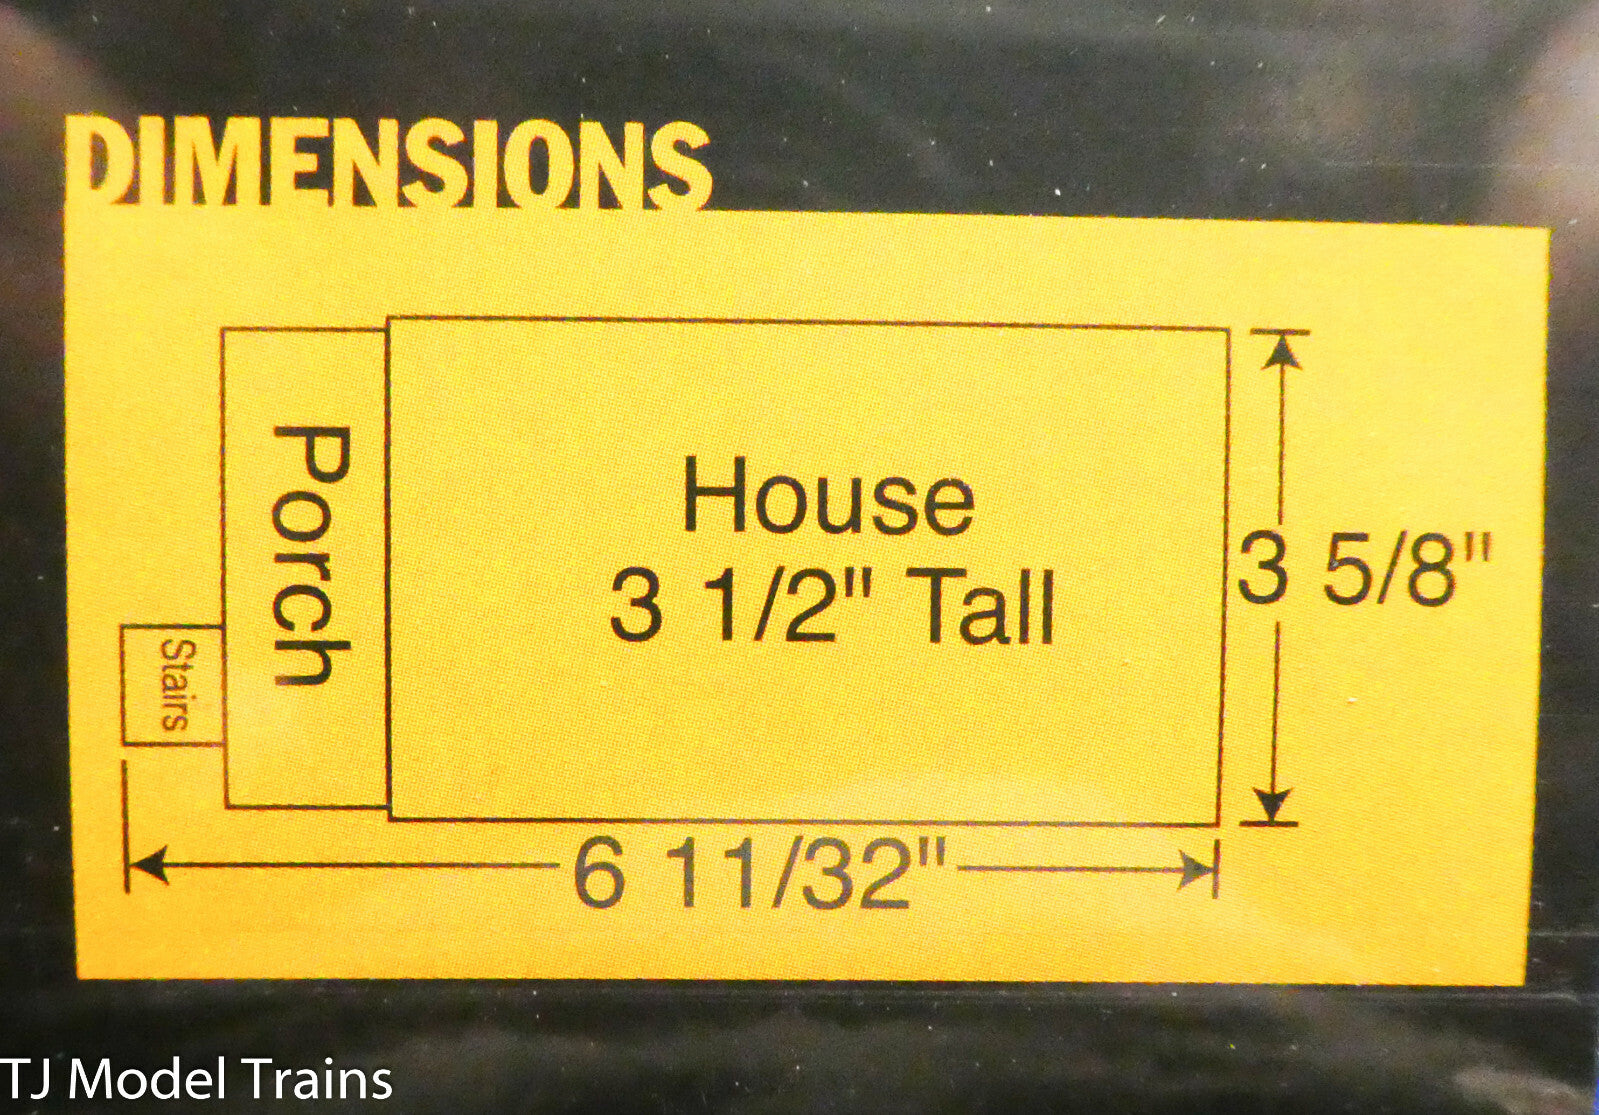 DIMENSIONS
Porch
House
3 1/2" Tall
3 5/8"
Stairs
6 11/32"
TJ Model Trains